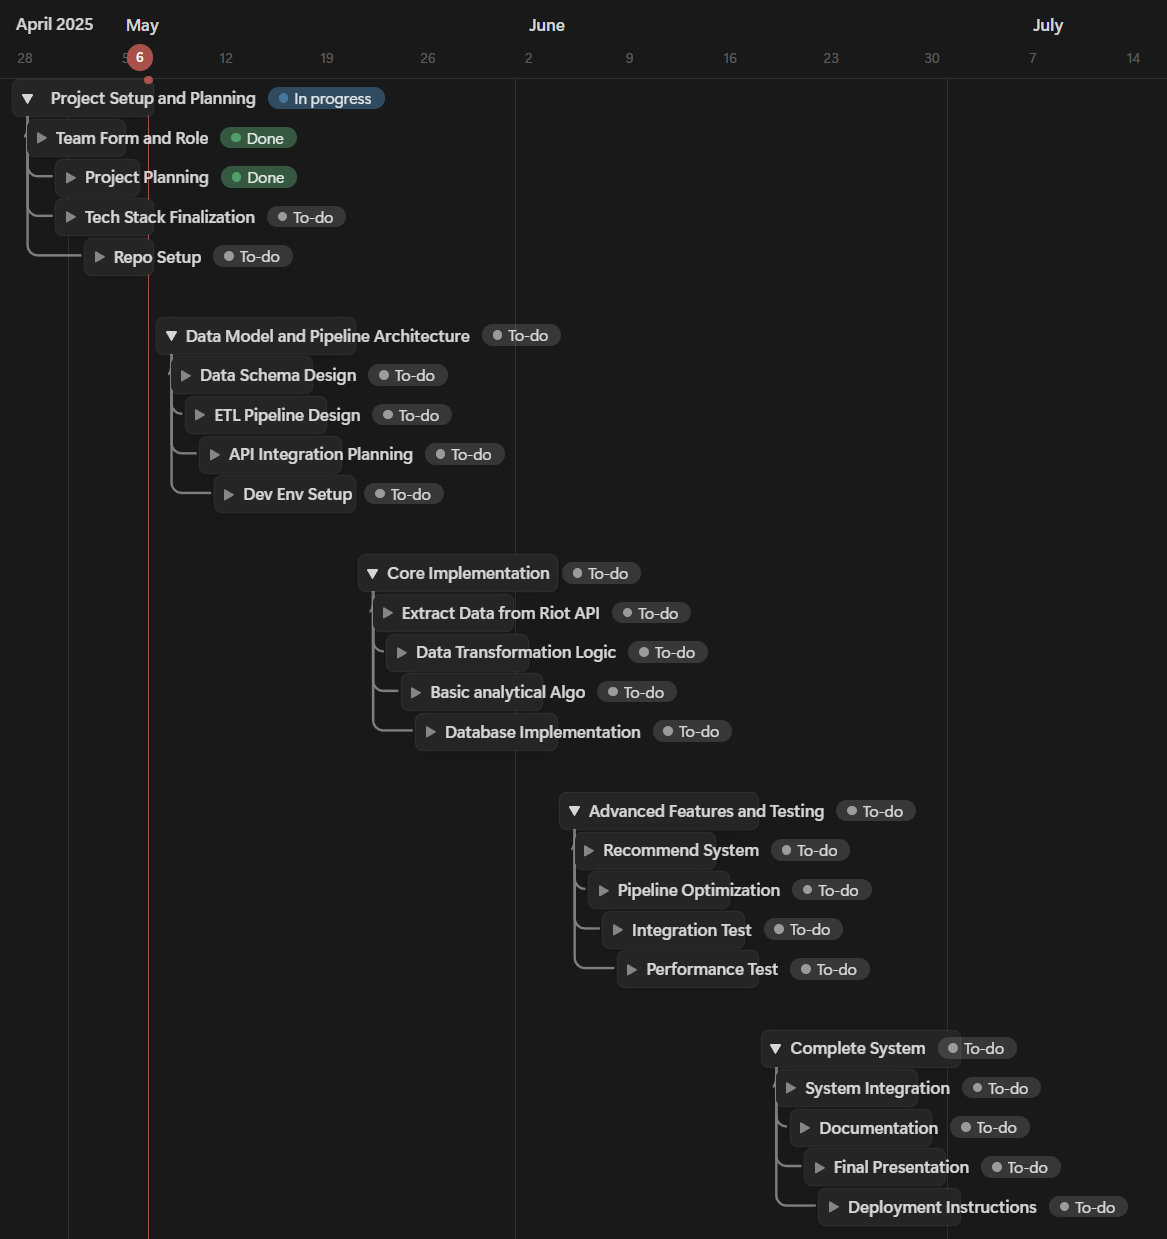 April 2025 May June July
28 5 6 12 19 26 2 9 16 23 30 7 14
Project Setup and Planning In progress
Team Form and Role Done
Project Planning Done
Tech Stack Finalization To-do
Repo Setup To-do
Data Model and Pipeline Architecture To-do
Data Schema Design To-do
ETL Pipeline Design To-do
API Integration Planning To-do
Dev Env Setup To-do
Core Implementation To-do
Extract Data from Riot API To-do
Data Transformation Logic To-do
Basic analytical Algo To-do
Database Implementation To-do
Advanced Features and Testing To-do
Recommend System To-do
Pipeline Optimization To-do
Integration Test To-do
Performance Test To-do
Complete System To-do
System Integration To-do
Documentation To-do
Final Presentation To-do
Deployment Instructions To-do